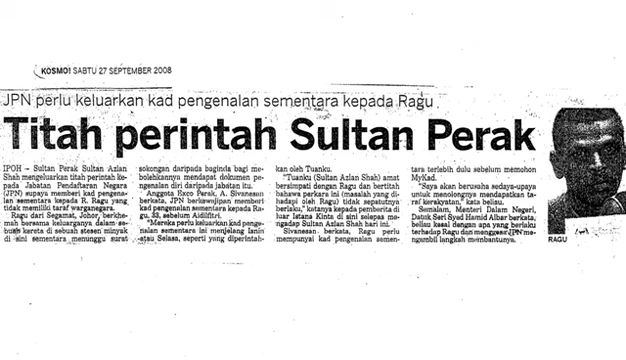 KOSMO! SABTU 27 SEPTEMBER 2008
JPN perlu keluarkan kad pengenalan sementara kepada Ragu
Titah perintah Sultan Perak
IPOH – Sultan Perak Sultan Azlan
Shah mengeluarkan titah perintah ke-
pada Jabatan Pendaftaran Negara
(JPN) supaya memberi kad pengena-
lan sementara kepada R. Ragu yang
tidak memiliki taraf warganegara.
Ragu dari Segamat, Johor, berkhe-
mah bersama keluarganya dalam se-
buah kereta di sebuah stesen minyak
di sini sementara menunggu surat
sokongan daripada baginda bagi me-
bolehkannya mendapat dokumen pe-
ngenalan diri daripada jabatan itu.
Anggota Exco Perak, A. Sivanesan
berkata, JPN berkewajipan memberi
kad pengenalan sementara kepada Ra-
gu, 33, sebelum Aidilfitri.
"Mereka perlu keluarkan kad penge-
nalan sementara ini menjelang Isnin
atau Selasa, seperti yang diperintah-
kan oleh Tuanku.
"Tuanku (Sultan Azlan Shah) amat
bersimpati dengan Ragu dan bertitah
bahawa perkara ini (masalah yang di-
hadapi oleh Ragu) tidak sepatutnya
berlaku," katanya kepada pemberita di
luar Istana Kinta di sini selepas me-
ngadap Sultan Azlan Shah hari ini.
Sivanesan berkata, Ragu perlu
mempunyai kad pengenalan semen-
tara terlebih dulu sebelum memohon
MyKad.
"Saya akan berusaha sedaya-upaya
untuk menolongnya mendapatkan ta-
raf kerakyatan," kata beliau.
Semalam, Menteri Dalam Negeri,
Datuk Seri Syed Hamid Albar berkata,
beliau kesal dengan apa yang berlaku
terhadap Ragu dan menggesa JPN me-
ngambil langkah membantunya.
RAGU